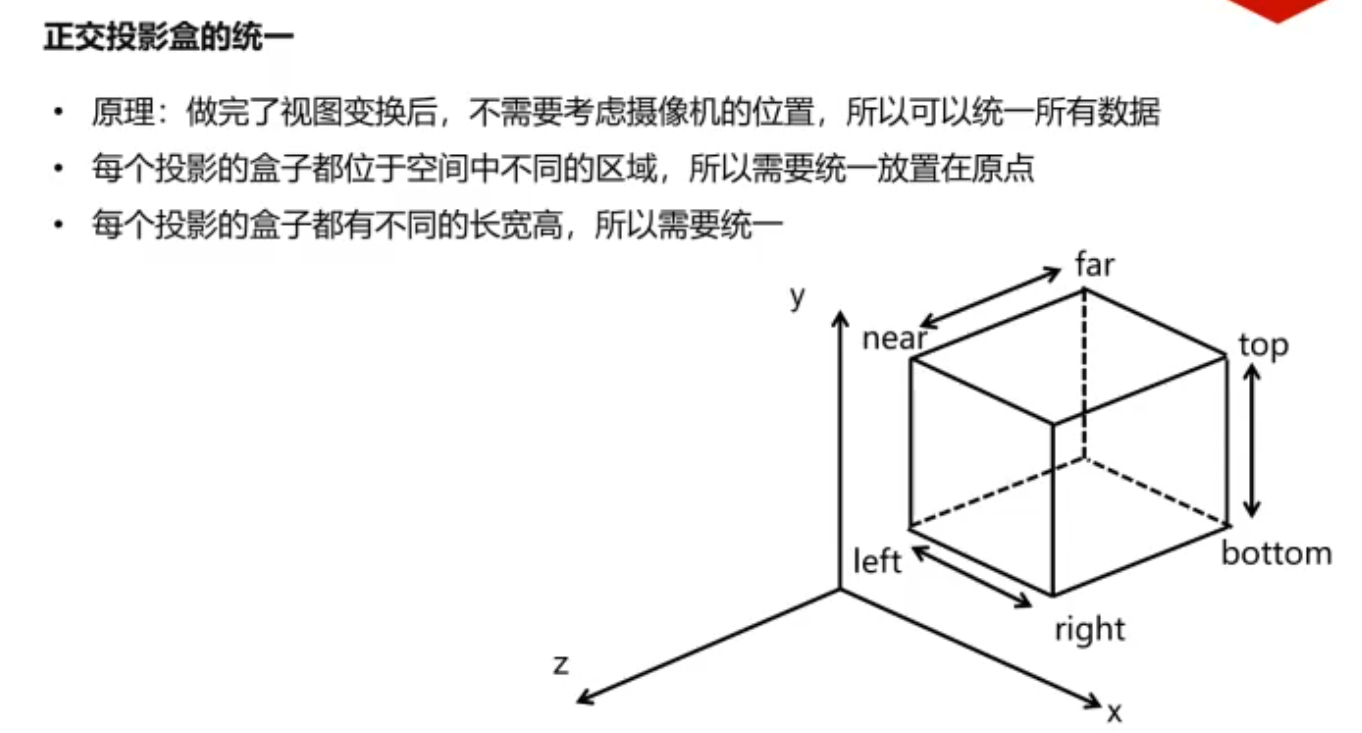 正交投影盒的统一
• 原理：做完了视图变换后，不需要考虑摄像机的位置，所以可以统一所有数据
• 每个投影的盒子都位于空间中不同的区域，所以需要统一放置在原点
• 每个投影的盒子都有不同的长宽高，所以需要统一
far
y
near
top
left
bottom
right
z
x